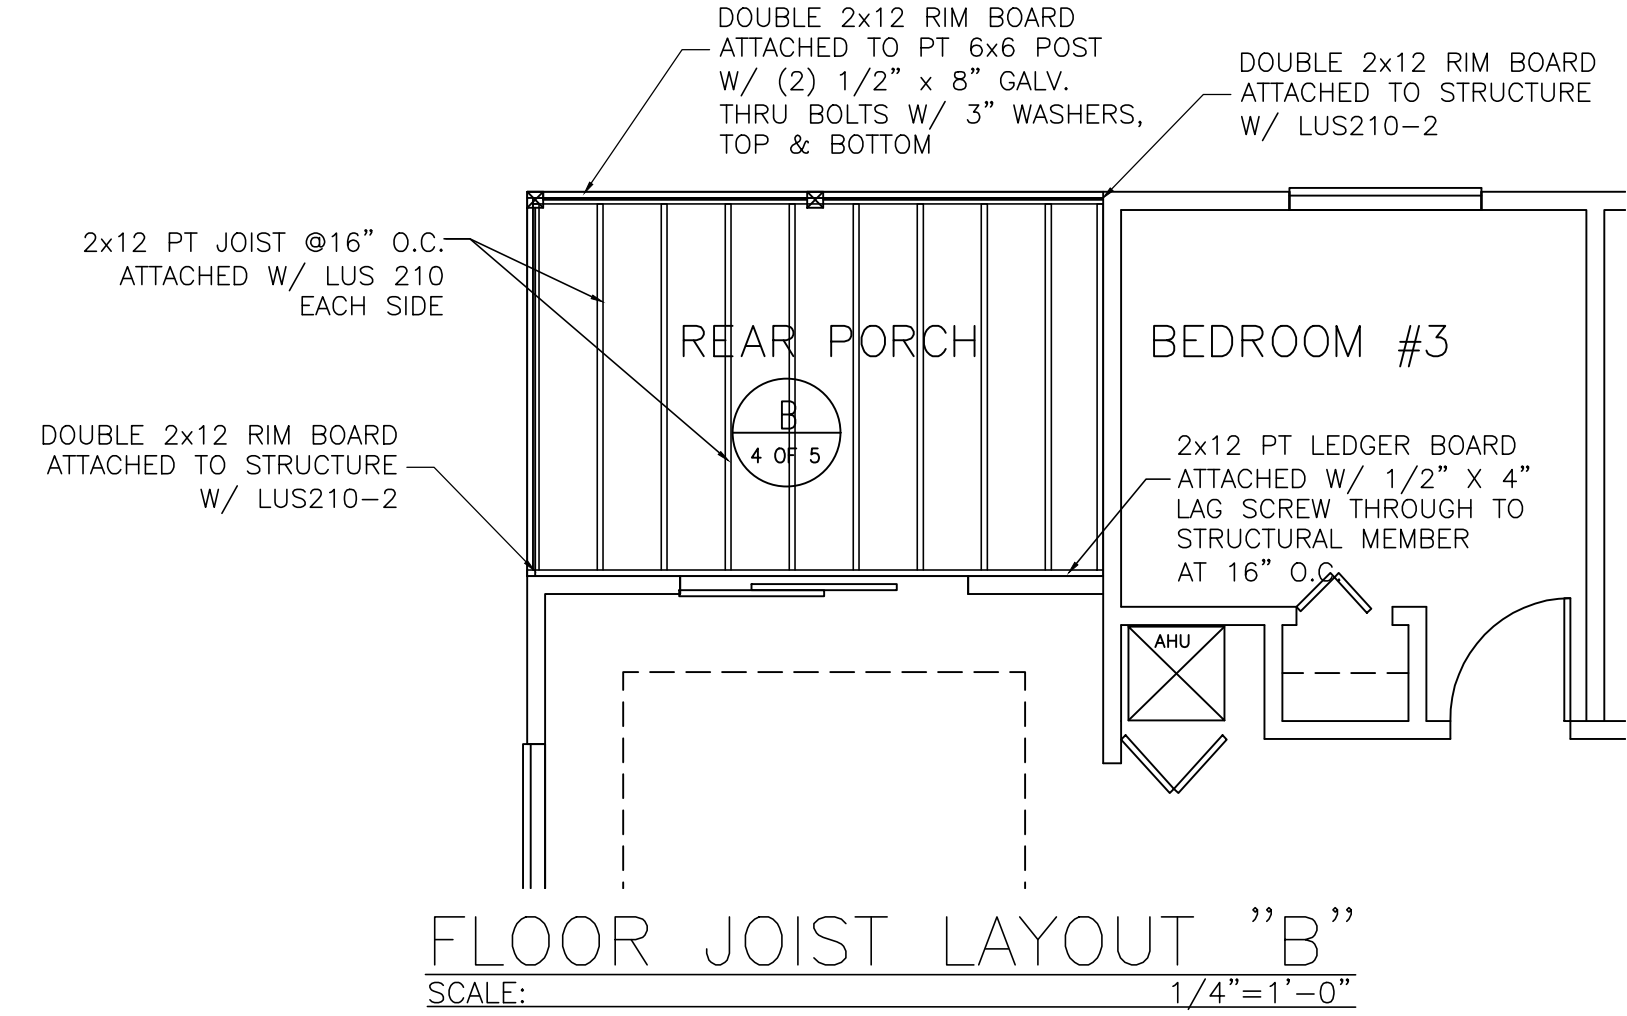 DOUBLE 2x12 RIM BOARD
ATTACHED TO PT 6x6 POST
W/ (2) 1/2” x 8” GALV.
THRU BOLTS W/ 3” WASHERS,
TOP & BOTTOM
DOUBLE 2x12 RIM BOARD
ATTACHED TO STRUCTURE
W/ LUS210-2
2x12 PT JOIST @16” O.C.
ATTACHED W/ LUS 210
EACH SIDE
REAR PORCH
BEDROOM #3
B
4 OF 5
DOUBLE 2x12 RIM BOARD
ATTACHED TO STRUCTURE
W/ LUS210-2
2x12 PT LEDGER BOARD
ATTACHED W/ 1/2” X 4”
LAG SCREW THROUGH TO
STRUCTURAL MEMBER
AT 16” O.C.
AHU
FLOOR JOIST LAYOUT ”B”
SCALE: 1/4”=1’-0”